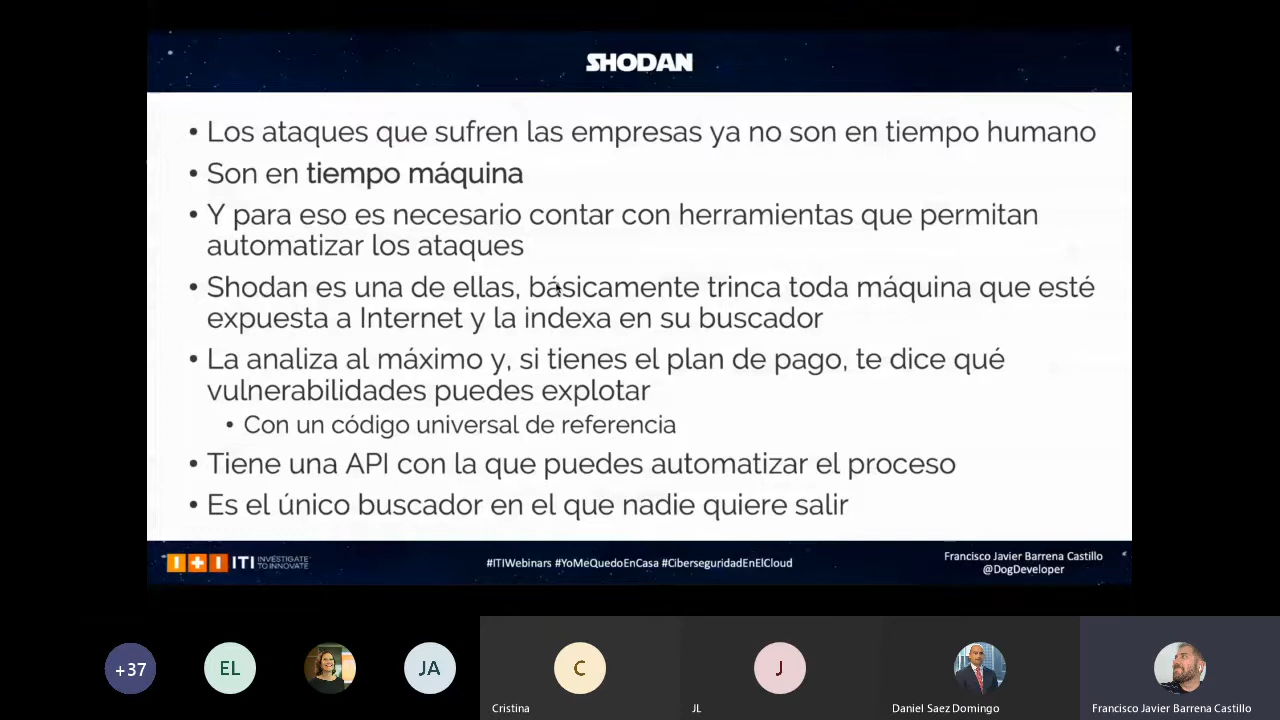 SHODAN
• Los ataques que sufren las empresas ya no son en tiempo humano
• Son en tiempo máquina
• Y para eso es necesario contar con herramientas que permitan
automatizar los ataques
• Shodan es una de ellas, básicamente trinca toda máquina que esté
expuesta a Internet y la indexa en su buscador
• La analiza al máximo y, si tienes el plan de pago, te dice qué
vulnerabilidades puedes explotar
• Con un código universal de referencia
• Tiene una API con la que puedes automatizar el proceso
• Es el único buscador en el que nadie quiere salir
I+I ITI INVESTIGATE
TO INNOVATE
#ITIWebinars #YoMeQuedoEnCasa #CiberseguridadEnElCloud
Francisco Javier Barrena Castillo
@DogDeveloper
+37
EL
JA
C
J
Cristina
JL
Daniel Saez Domingo
Francisco Javier Barrena Castillo